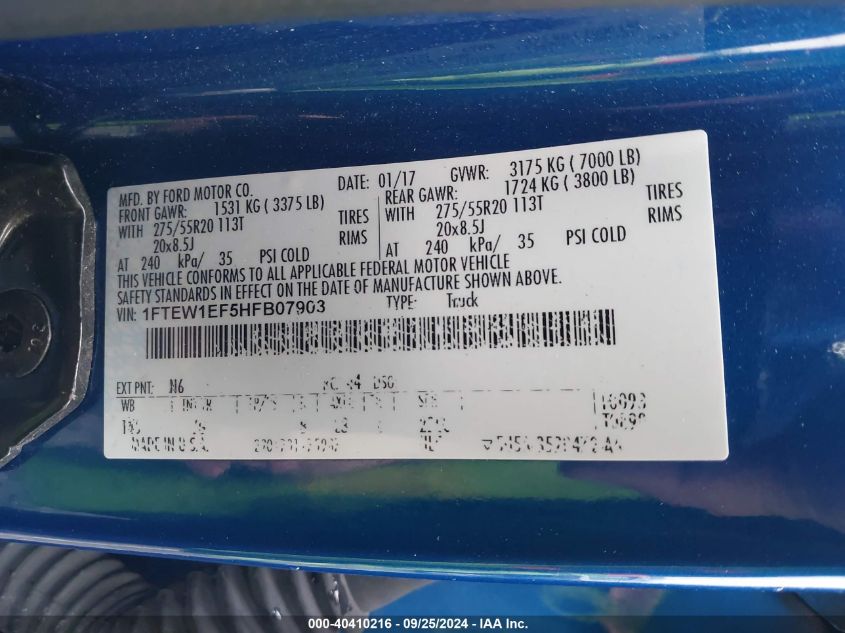 MFD. BY FORD MOTOR CO. DATE: 01/17 GVWR: 3175 KG ( 7000 LB)
FRONT GAWR: 1531 KG ( 3375 LB) REAR GAWR: 1724 KG ( 3800 LB)
WITH 275/55R20 113T TIRES WITH 275/55R20 113T TIRES
20x8.5J RIMS 20x8.5J RIMS
AT 240 kPa/ 35 PSI COLD AT 240 kPa/ 35 PSI COLD
THIS VEHICLE CONFORMS TO ALL APPLICABLE FEDERAL MOTOR VEHICLE
SAFETY STANDARDS IN EFFECT ON THE DATE OF MANUFACTURE SHOWN ABOVE.
VIN: 1FTEW1EF5HFB07903 TYPE: Truck
EXT PNT: N6 DSO
WB
MADE IN U.S.A.
000-40410216 - 09/25/2024 - IAA Inc.